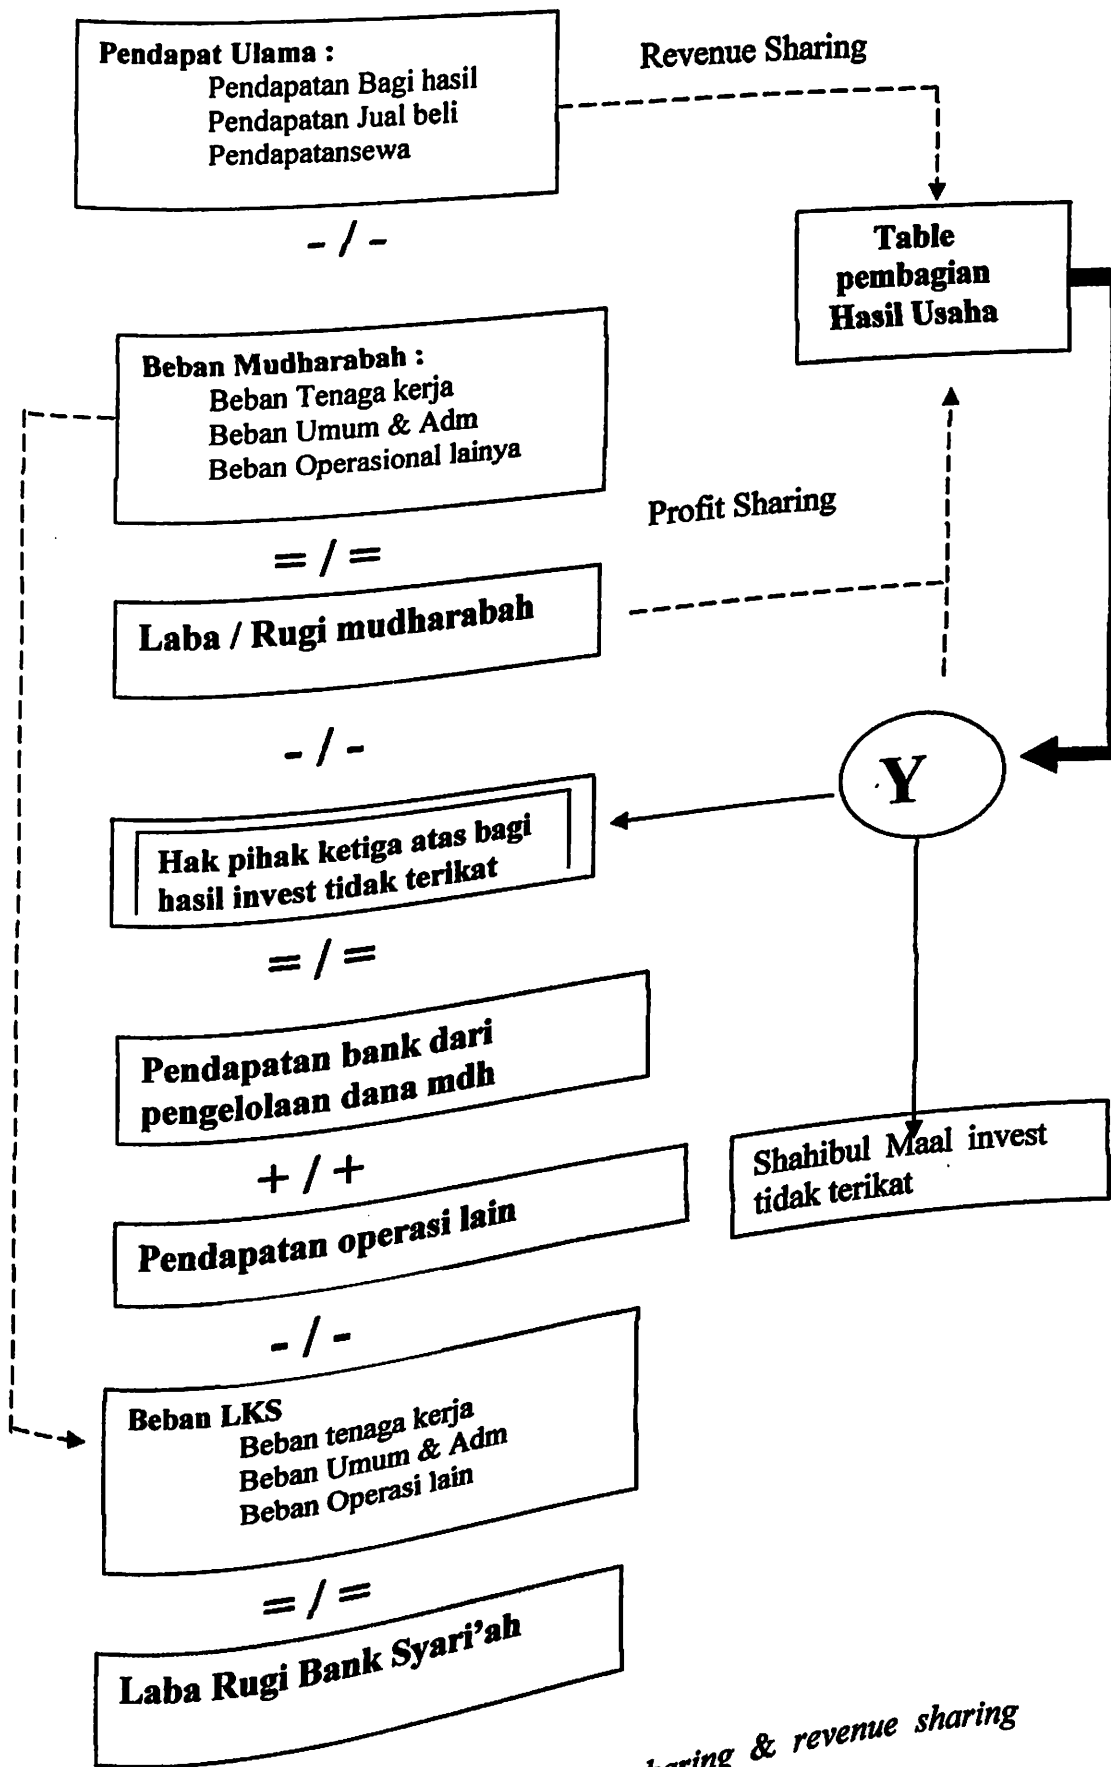 Pendapat Ulama :
Pendapatan Bagi hasil
Pendapatan Jual beli
Pendapatansewa
Revenue Sharing
- / -
Table
pembagian
Hasil Usaha
Beban Mudharabah :
Beban Tenaga kerja
Beban Umum & Adm
Beban Operasional lainya
Profit Sharing
= / =
Laba / Rugi mudharabah
- / -
Y
Hak pihak ketiga atas bagi
hasil invest tidak terikat
= / =
Pendapatan bank dari
pengelolaan dana mdh
Shahibul Maal invest
tidak terikat
+ / +
Pendapatan operasi lain
- / -
Beban LKS
Beban tenaga kerja
Beban Umum & Adm
Beban Operasi lain
= / =
Laba Rugi Bank Syari'ah
& revenue sharing